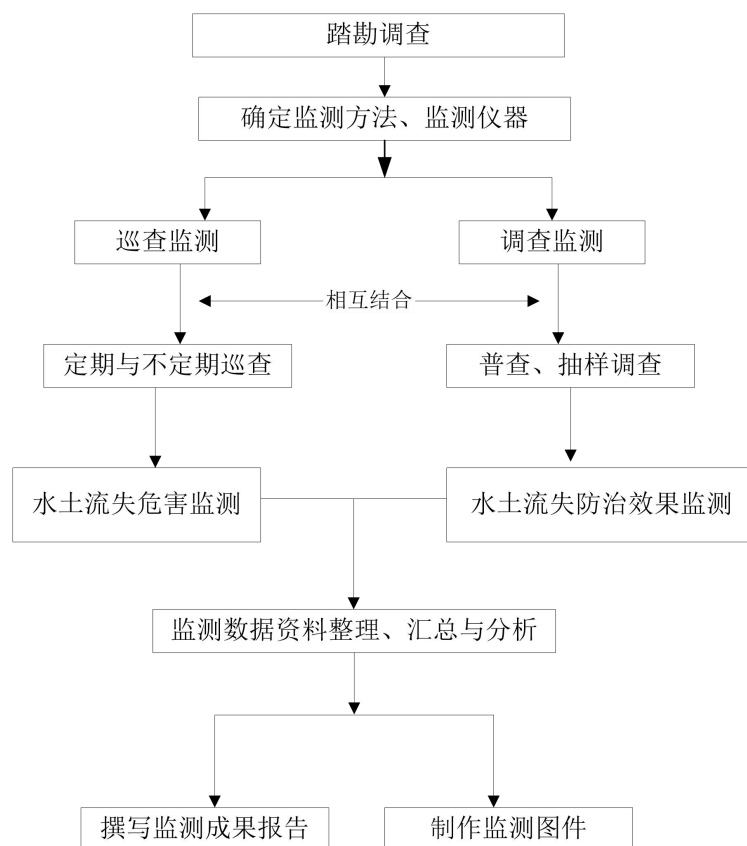 踏勘调查
确定监测方法、监测仪器
巡查监测
调查监测
相互结合
定期与不定期巡查
普查、抽样调查
水土流失危害监测
水土流失防治效果监测
监测数据资料整理、汇总与分析
撰写监测成果报告
制作监测图件